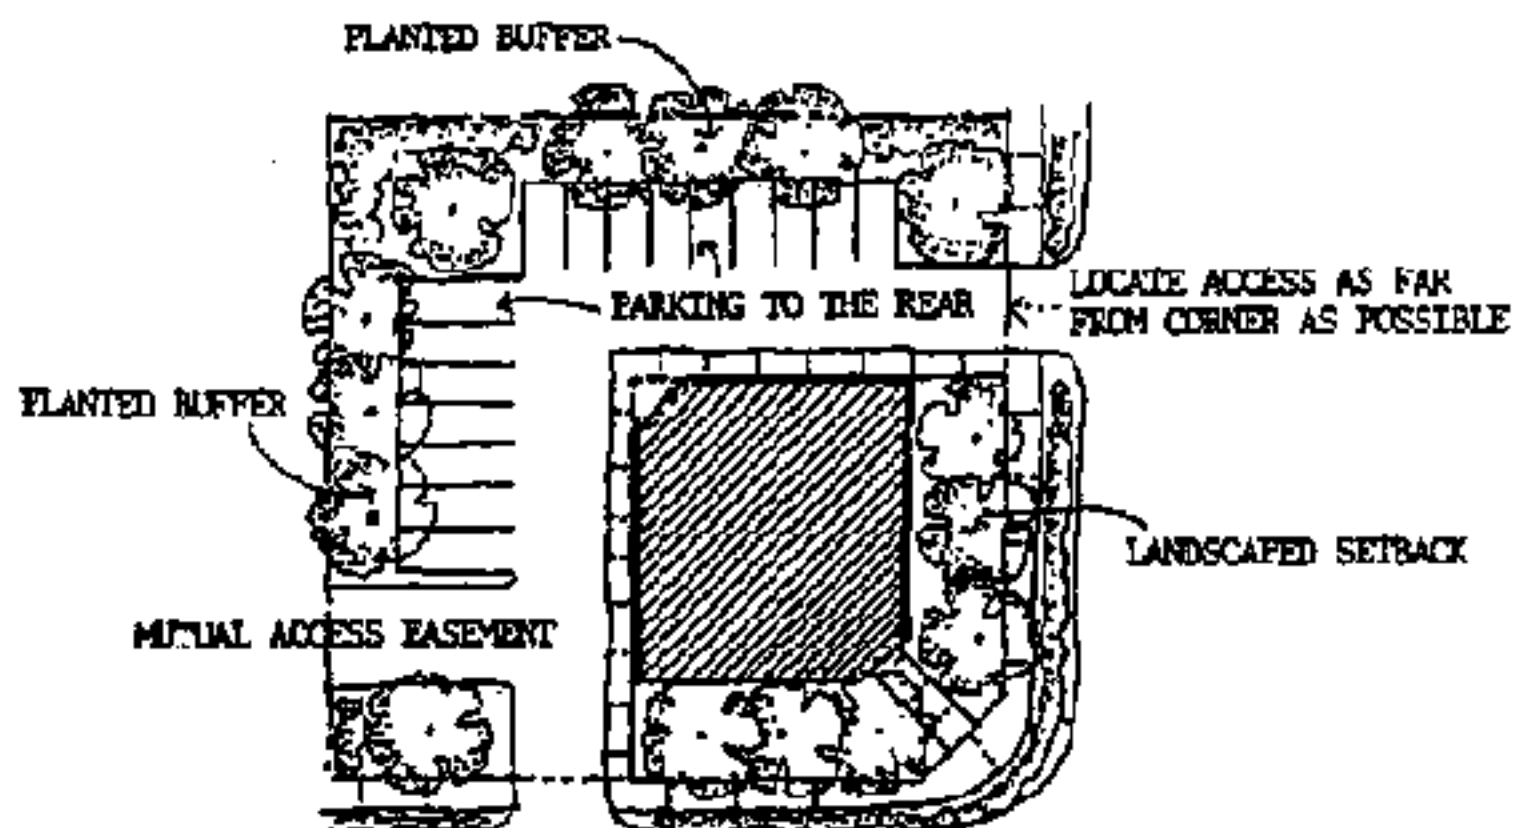 PLANTED BUFFER
LOCATE ACCESS AS FAR
FROM CORNER AS POSSIBLE
PARKING TO THE REAR
PLANTED BUFFER
LANDSCAPED SETBACK
MUTUAL ACCESS EASEMENT